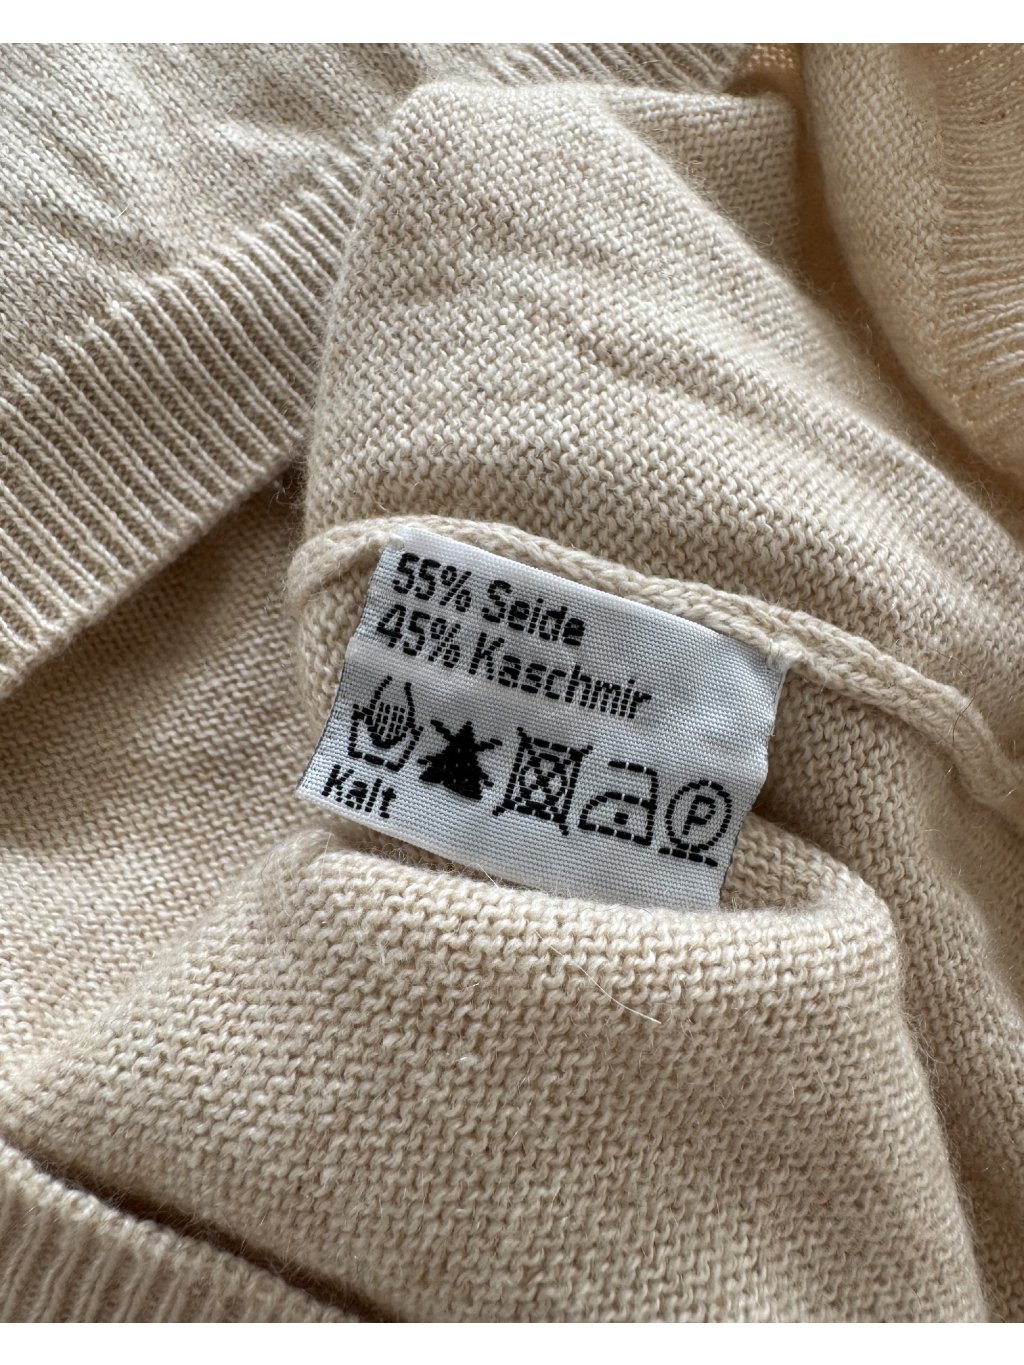 55% Seide
45% Kaschmir
Kalt
P